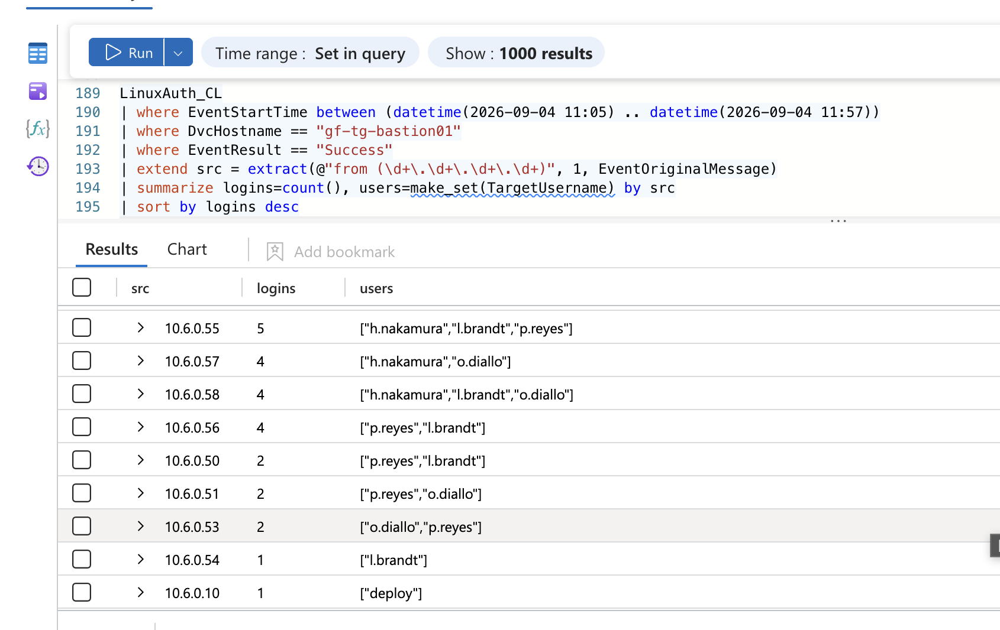 Run
Time range : Set in query
Show : 1000 results
189 LinuxAuth_CL
190 | where EventStartTime between (datetime(2026-09-04 11:05) .. datetime(2026-09-04 11:57))
191 | where DvcHostname == "gf-tg-bastion01"
192 | where EventResult == "Success"
193 | extend src = extract(@"from (\d+\.\d+\.\d+\.\d+)", 1, EventOriginalMessage)
194 | summarize logins=count(), users=make_set(TargetUsername) by src
195 | sort by logins desc
Results Chart Add bookmark
src logins users
10.6.0.55 5 ["h.nakamura","l.brandt","p.reyes"]
10.6.0.57 4 ["h.nakamura","o.diallo"]
10.6.0.58 4 ["h.nakamura","l.brandt","o.diallo"]
10.6.0.56 4 ["p.reyes","l.brandt"]
10.6.0.50 2 ["p.reyes","l.brandt"]
10.6.0.51 2 ["p.reyes","o.diallo"]
10.6.0.53 2 ["o.diallo","p.reyes"]
10.6.0.54 1 ["l.brandt"]
10.6.0.10 1 ["deploy"]